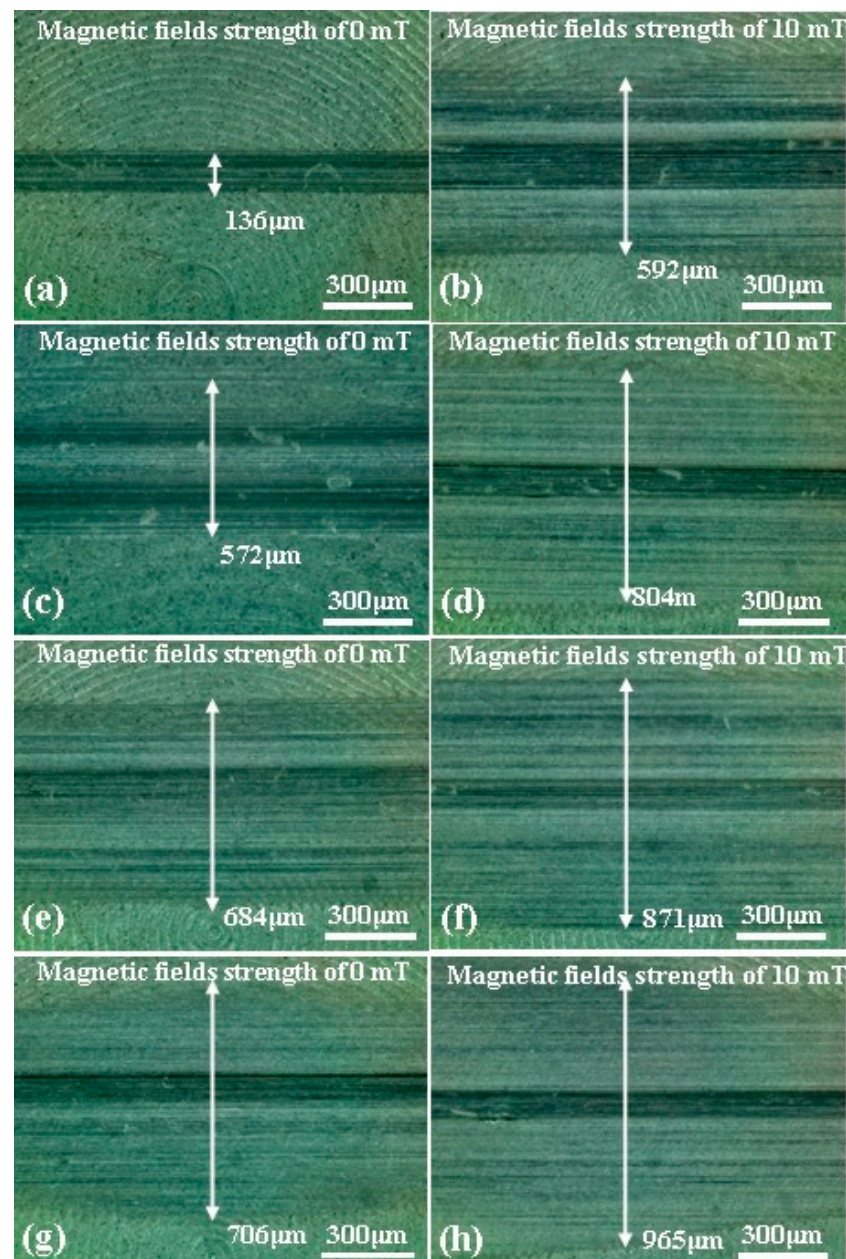 Magnetic fields strength of 0 mT
136μm
(a)
300μm
Magnetic fields strength of 10 mT
592μm
(b)
300μm
Magnetic fields strength of 0 mT
572μm
(c)
300μm
Magnetic fields strength of 10 mT
804m
(d)
300μm
Magnetic fields strength of 0 mT
684μm
(e)
300μm
Magnetic fields strength of 10 mT
871μm
(f)
300μm
Magnetic fields strength of 0 mT
706μm
(g)
300μm
Magnetic fields strength of 10 mT
965μm
(h)
300μm